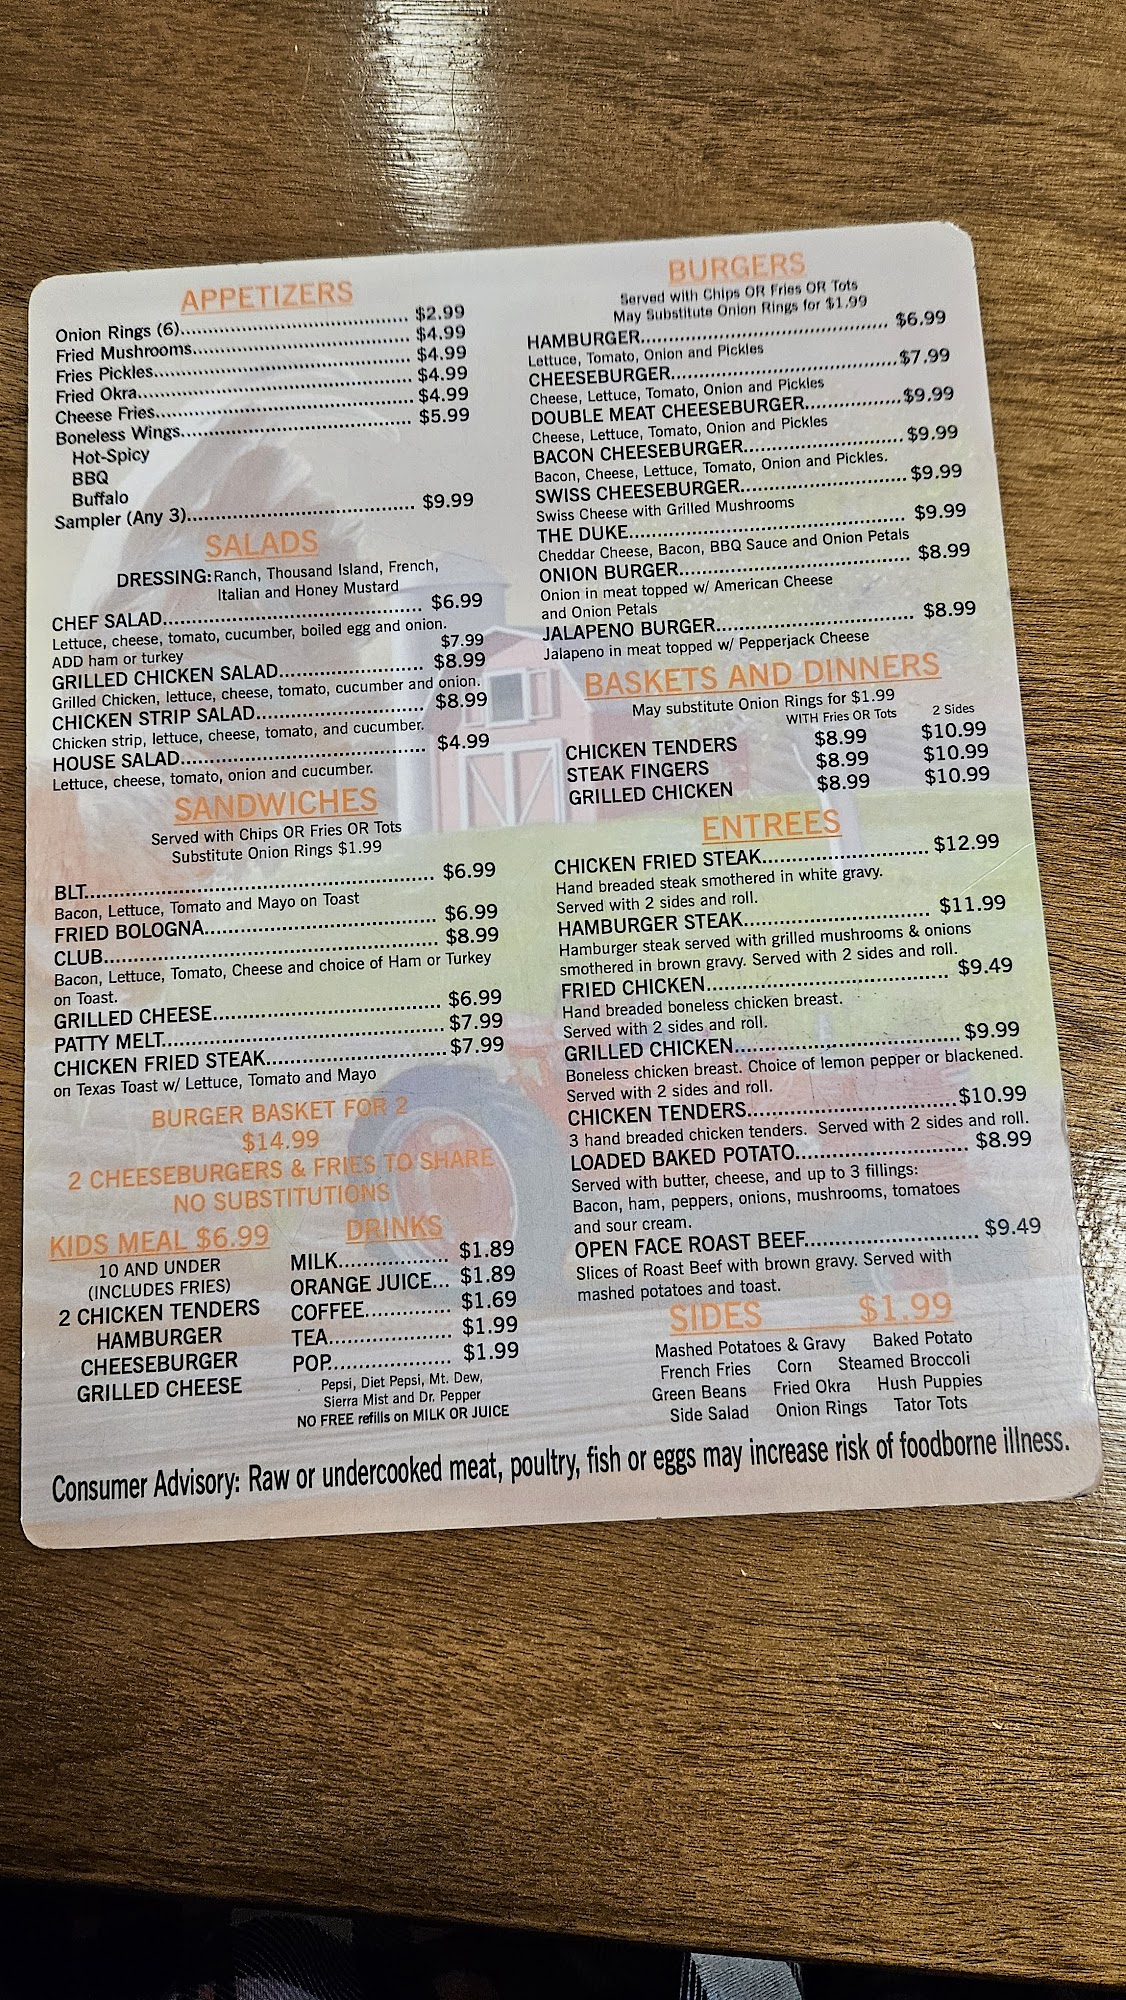 APPETIZERS
Onion Rings (6)........ $2.99
Fried Mushrooms........ $4.99
Fries Pickles........ $4.99
Fried Okra........ $4.99
Cheese Fries........ $4.99
Boneless Wings........ $5.99
Hot-Spicy
BBQ
Buffalo
Sampler (Any 3)........ $9.99
SALADS
DRESSING: Ranch, Thousand Island, French,
Italian and Honey Mustard
CHEF SALAD........ $6.99
Lettuce, cheese, tomato, cucumber, boiled egg and onion.
ADD ham or turkey $7.99
GRILLED CHICKEN SALAD........ $8.99
Grilled Chicken, lettuce, cheese, tomato, cucumber and onion.
CHICKEN STRIP SALAD........ $8.99
Chicken strip, lettuce, cheese, tomato, and cucumber.
HOUSE SALAD........ $4.99
Lettuce, cheese, tomato, onion and cucumber.
SANDWICHES
Served with Chips OR Fries OR Tots
Substitute Onion Rings $1.99
BLT........ $6.99
Bacon, Lettuce, Tomato and Mayo on Toast
FRIED BOLOGNA........ $6.99
CLUB........ $8.99
Bacon, Lettuce, Tomato, Cheese and choice of Ham or Turkey
on Toast.
GRILLED CHEESE........ $6.99
PATTY MELT........ $7.99
CHICKEN FRIED STEAK........ $7.99
on Texas Toast w/ Lettuce, Tomato and Mayo
BURGER BASKET FOR 2
$14.99
2 CHEESEBURGERS & FRIES TO SHARE
NO SUBSTITUTIONS
KIDS MEAL $6.99
10 AND UNDER
(INCLUDES FRIES)
2 CHICKEN TENDERS
HAMBURGER
CHEESEBURGER
GRILLED CHEESE
DRINKS
MILK........ $1.89
ORANGE JUICE... $1.89
COFFEE........ $1.69
TEA........ $1.99
POP........ $1.99
Pepsi, Diet Pepsi, Mt. Dew,
Sierra Mist and Dr. Pepper
NO FREE refills on MILK OR JUICE
BURGERS
Served with Chips OR Fries OR Tots
May Substitute Onion Rings for $1.99
HAMBURGER........ $6.99
Lettuce, Tomato, Onion and Pickles
CHEESEBURGER........ $7.99
Cheese, Lettuce, Tomato, Onion and Pickles
DOUBLE MEAT CHEESEBURGER........ $9.99
Cheese, Lettuce, Tomato, Onion and Pickles
BACON CHEESEBURGER........ $9.99
Bacon, Cheese, Lettuce, Tomato, Onion and Pickles.
SWISS CHEESEBURGER........ $9.99
Swiss Cheese with Grilled Mushrooms
THE DUKE........ $9.99
Cheddar Cheese, Bacon, BBQ Sauce and Onion Petals
ONION BURGER........ $8.99
Onion in meat topped w/ American Cheese
and Onion Petals
JALAPENO BURGER........ $8.99
Jalapeno in meat topped w/ Pepperjack Cheese
BASKETS AND DINNERS
May substitute Onion Rings for $1.99
WITH Fries OR Tots 2 Sides
CHICKEN TENDERS $8.99 $10.99
STEAK FINGERS $8.99 $10.99
GRILLED CHICKEN $8.99 $10.99
ENTREES
CHICKEN FRIED STEAK........ $12.99
Hand breaded steak smothered in white gravy.
Served with 2 sides and roll.
HAMBURGER STEAK........ $11.99
Hamburger steak served with grilled mushrooms & onions
smothered in brown gravy. Served with 2 sides and roll.
FRIED CHICKEN........ $9.49
Hand breaded boneless chicken breast.
Served with 2 sides and roll.
GRILLED CHICKEN........ $9.99
Boneless chicken breast. Choice of lemon pepper or blackened.
Served with 2 sides and roll.
CHICKEN TENDERS........ $10.99
3 hand breaded chicken tenders. Served with 2 sides and roll.
LOADED BAKED POTATO........ $8.99
Served with butter, cheese, and up to 3 fillings:
Bacon, ham, peppers, onions, mushrooms, tomatoes
and sour cream.
OPEN FACE ROAST BEEF........ $9.49
Slices of Roast Beef with brown gravy. Served with
mashed potatoes and toast.
SIDES $1.99
Mashed Potatoes & Gravy Baked Potato
French Fries Corn Steamed Broccoli
Green Beans Fried Okra Hush Puppies
Side Salad Onion Rings Tator Tots
Consumer Advisory: Raw or undercooked meat, poultry, fish or eggs may increase risk of foodborne illness.